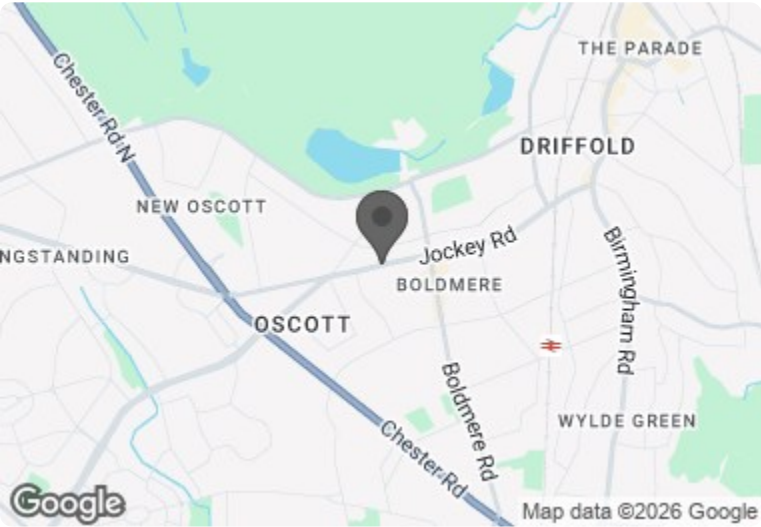 THE PARADE
Chester Rd N
DRIFFOLD
NEW OSCOTT
Jockey Rd
NGSTANDING
BOLDMERE
Birmingham Rd
OSCOTT
Boldmere Rd
WYLDE GREEN
Chester Rd
Google
Map data ©2026 Google